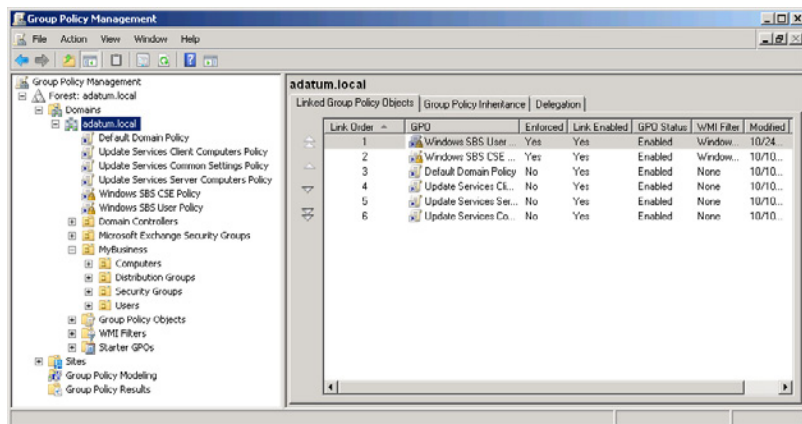 Group Policy Management
File Action View Window Help
Group Policy Management
Forest: adatum.local
Domains
adatum.local
Default Domain Policy
Update Services Client Computers Policy
Update Services Common Settings Policy
Update Services Server Computers Policy
Windows SBS CSE Policy
Windows SBS User Policy
Domain Controllers
Microsoft Exchange Security Groups
MyBusiness
Computers
Distribution Groups
Security Groups
Users
Group Policy Objects
WMI Filters
Starter GPOs
Sites
Group Policy Modeling
Group Policy Results
adatum.local
Linked Group Policy Objects Group Policy Inheritance Delegation
Link Order GPO Enforced Link Enabled GPO Status WMI Filter Modified
1 Windows SBS User ... Yes Yes Enabled Window... 10/24...
2 Windows SBS CSE ... Yes Yes Enabled Window... 10/10...
3 Default Domain Policy No Yes Enabled None 10/10...
4 Update Services Cli... No Yes Enabled None 10/10...
5 Update Services Ser... No Yes Enabled None 10/10...
6 Update Services Co... No Yes Enabled None 10/10...